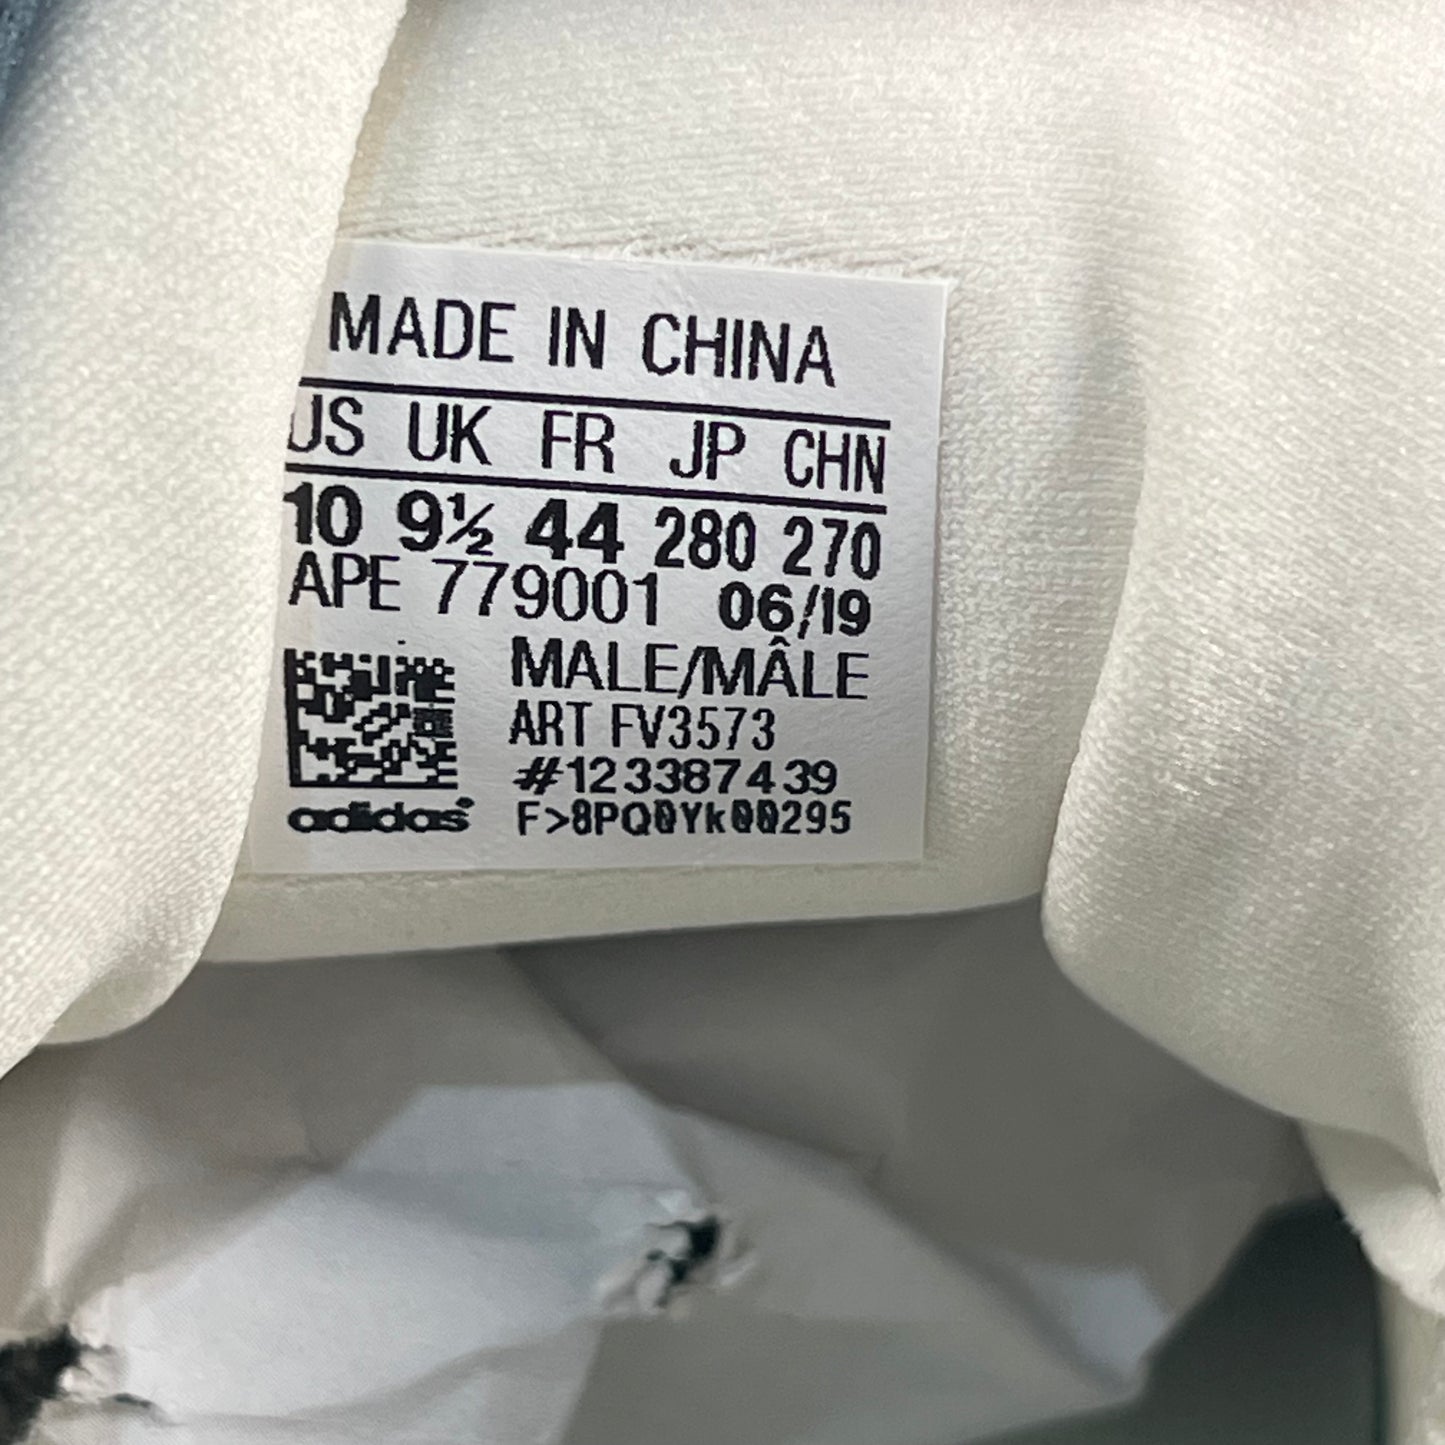 MADE IN CHINA
US UK FR JP CHN
10 9½ 44 280 270
APE 779001 06/19
MALE/MÂLE
ART FV3573
#123387439
adidas F>8PQ0Yk00295